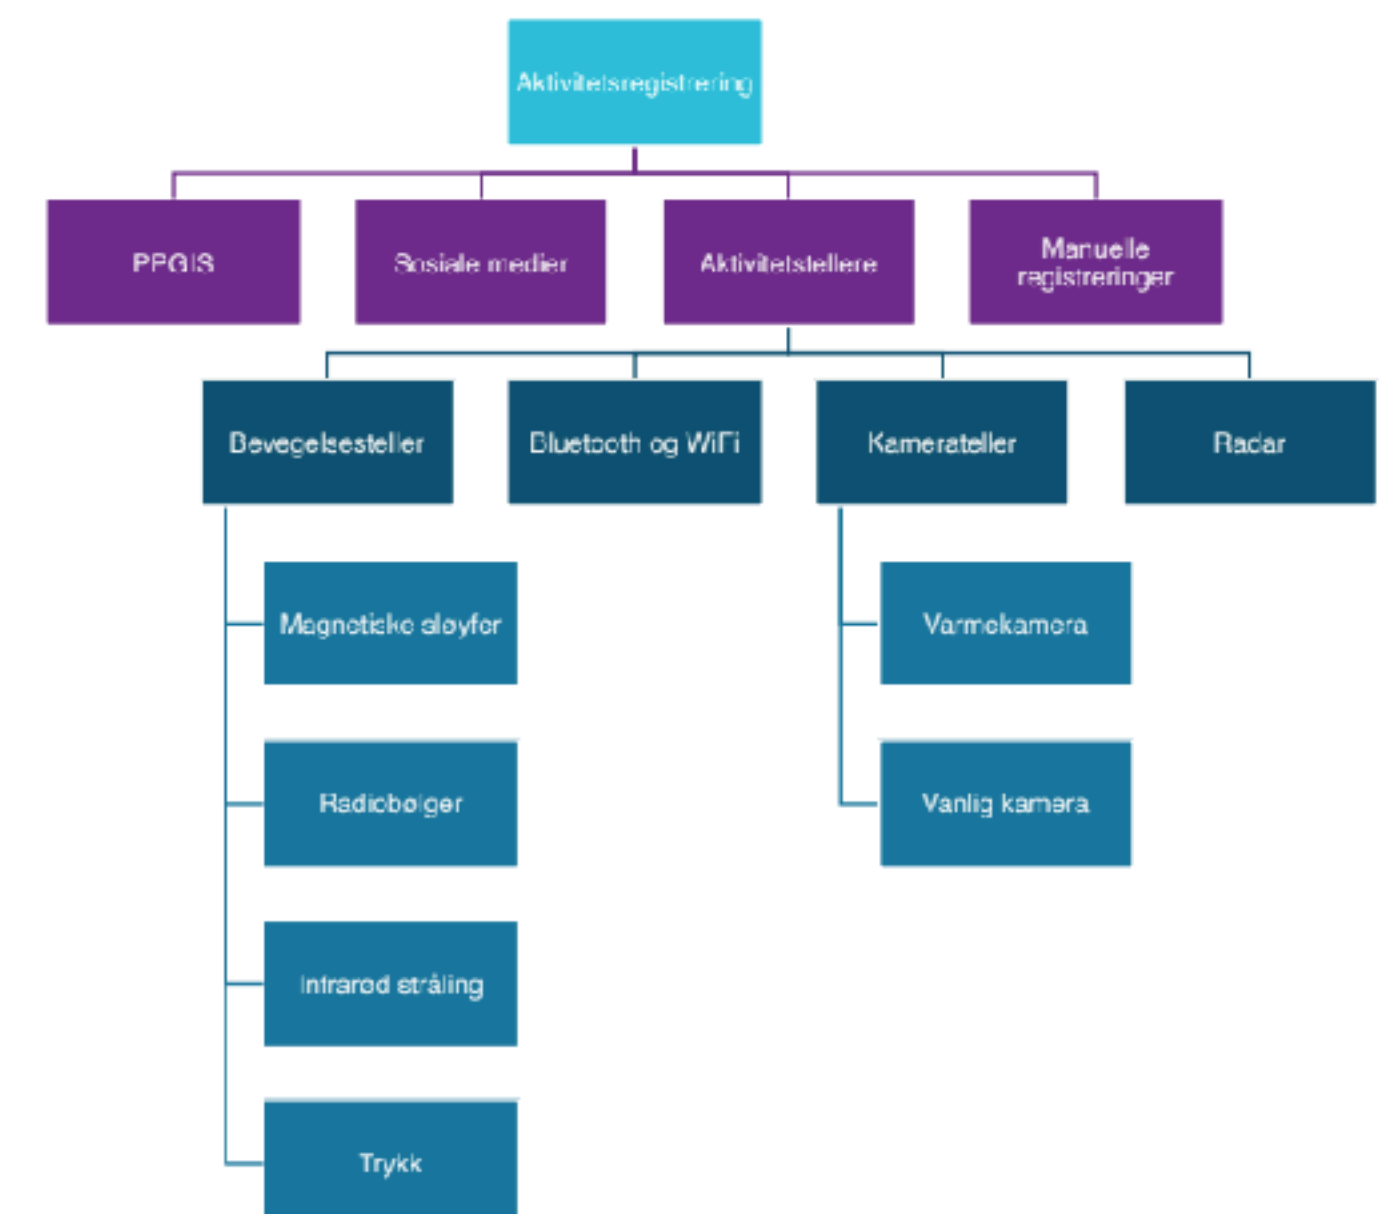 Aktivitetsregistrering
PPGIS
Sosiale medier
Aktivitetstellere
Manuelle
registreringer
Bevegelsesteller
Bluetooth og WiFi
Kamerateller
Radar
Magnetiske sløyfer
Varmekamera
Radiobølger
Vanlig kamera
Infrarød stråling
Trykk